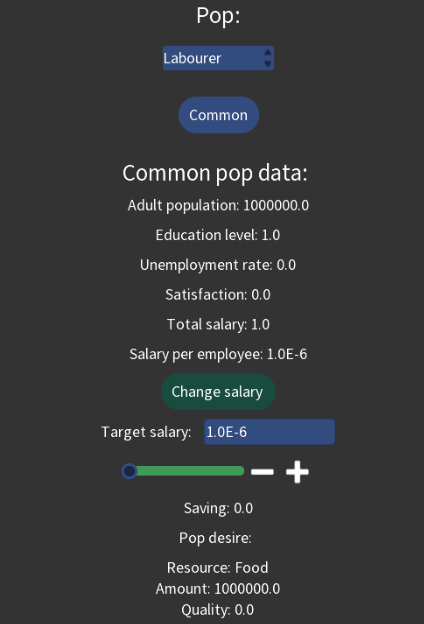 Pop:
Labourer
Common
Common pop data:
Adult population: 1000000.0
Education level: 1.0
Unemployment rate: 0.0
Satisfaction: 0.0
Total salary: 1.0
Salary per employee: 1.0E-6
Change salary
Target salary: 1.0E-6
Saving: 0.0
Pop desire:
Resource: Food
Amount: 1000000.0
Quality: 0.0